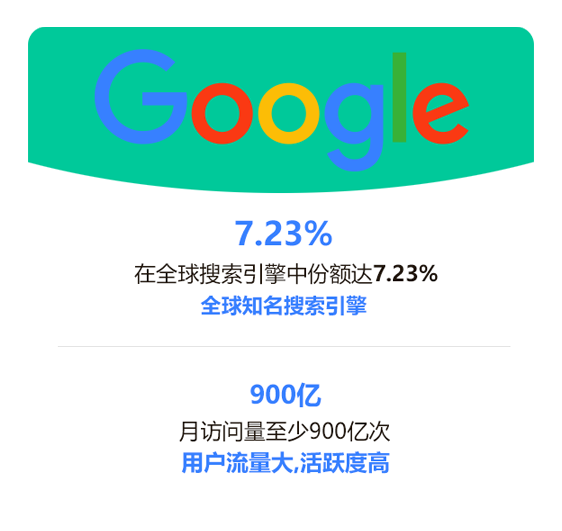 Google
7.23%
在全球搜索引擎中份额达7.23%
全球知名搜索引擎
900亿
月访问量至少900亿次
用户流量大,活跃度高